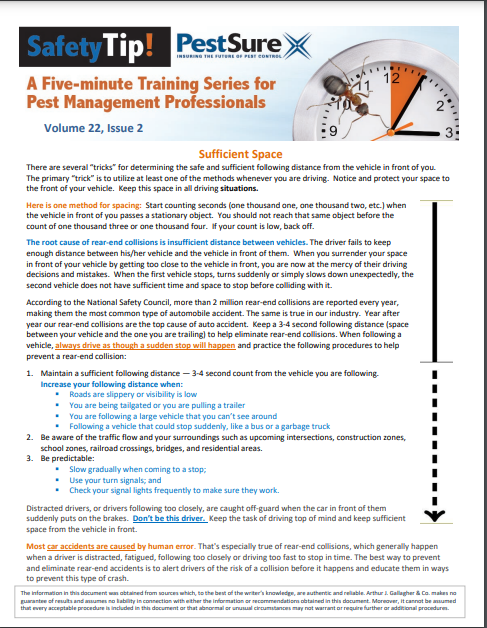 SafetyTip!
PestSure
INSURING THE FUTURE OF PEST CONTROL
A Five-minute Training Series for
Pest Management Professionals
Volume 22, Issue 2
11 12 1
10 2
9 3
Sufficient Space
There are several "tricks" for determining the safe and sufficient following distance from the vehicle in front of you.
The primary "trick" is to utilize at least one of the methods whenever you are driving. Notice and protect your space to
the front of your vehicle. Keep this space in all driving situations.
Here is one method for spacing: Start counting seconds (one thousand one, one thousand two, etc.) when
the vehicle in front of you passes a stationary object. You should not reach that same object before the
count of one thousand three or one thousand four. If your count is low, back off.
The root cause of rear-end collisions is insufficient distance between vehicles. The driver fails to keep
enough distance between his/her vehicle and the vehicle in front of them. When you surrender your space
in front of your vehicle by getting too close to the vehicle in front, you are now at the mercy of their driving
decisions and mistakes. When the first vehicle stops, turns suddenly or simply slows down unexpectedly, the
second vehicle does not have sufficient time and space to stop before colliding with it.
According to the National Safety Council, more than 2 million rear-end collisions are reported every year,
making them the most common type of automobile accident. The same is true in our industry. Year after
year our rear-end collisions are the top cause of auto accident. Keep a 3-4 second following distance (space
between your vehicle and the one you are trailing) to help eliminate rear-end collisions. When following a
vehicle, always drive as though a sudden stop will happen and practice the following procedures to help
prevent a rear-end collision:
1. Maintain a sufficient following distance — 3-4 second count from the vehicle you are following.
Increase your following distance when:
▪ Roads are slippery or visibility is low
▪ You are being tailgated or you are pulling a trailer
▪ You are following a large vehicle that you can't see around
▪ Following a vehicle that could stop suddenly, like a bus or a garbage truck
2. Be aware of the traffic flow and your surroundings such as upcoming intersections, construction zones,
school zones, railroad crossings, bridges, and residential areas.
3. Be predictable:
▪ Slow gradually when coming to a stop;
▪ Use your turn signals; and
▪ Check your signal lights frequently to make sure they work.
Distracted drivers, or drivers following too closely, are caught off-guard when the car in front of them
suddenly puts on the brakes. Don't be this driver. Keep the task of driving top of mind and keep sufficient
space from the vehicle in front.
Most car accidents are caused by human error. That's especially true of rear-end collisions, which generally happen
when a driver is distracted, fatigued, following too closely or driving too fast to stop in time. The best way to prevent
and eliminate rear-end accidents is to alert drivers of the risk of a collision before it happens and educate them in ways
to prevent this type of crash.
The information in this document was obtained from sources which, to the best of the writer's knowledge, are authentic and reliable. Arthur J. Gallagher & Co. makes no
guarantee of results and assumes no liability in connection with either the information or recommendations obtained in this document. Moreover, it cannot be assumed
that every acceptable procedure is included in this document or that abnormal or unusual circumstances may not warrant or require further or additional procedures.